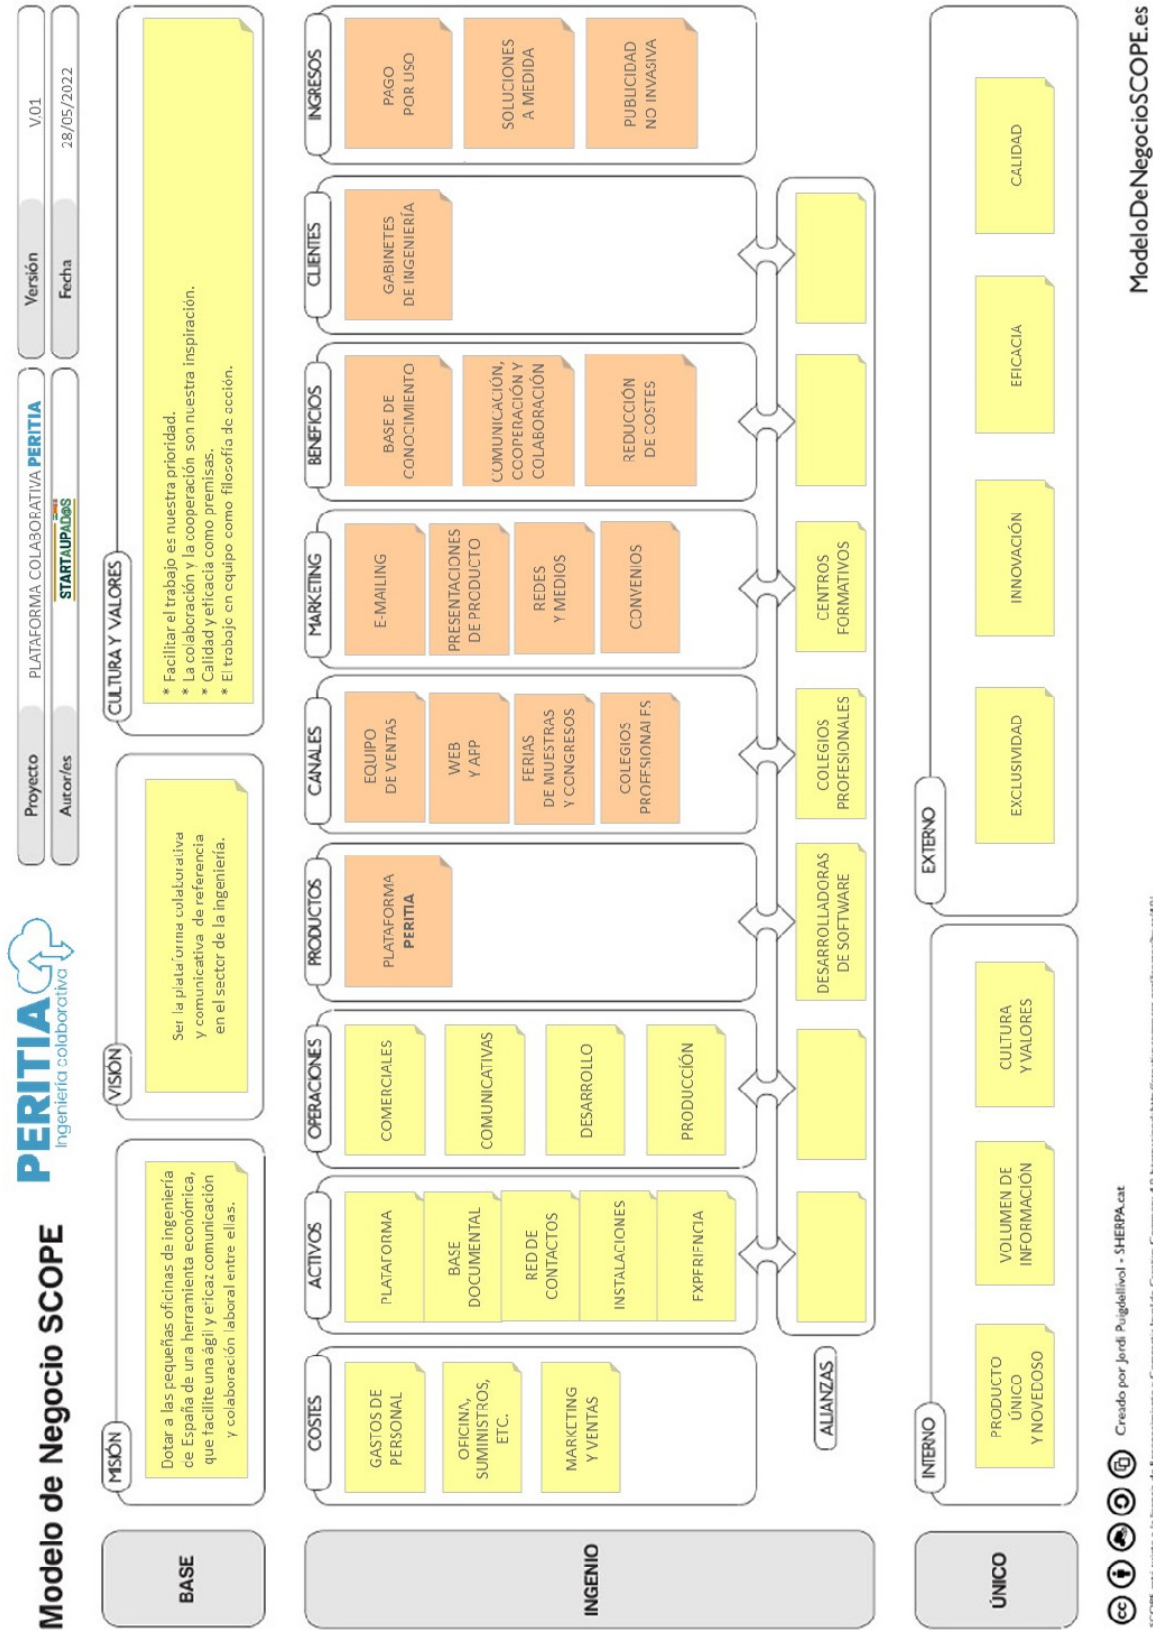 Modelo de Negocio SCOPE
PERITIA
Ingeniería colaborativa
Proyecto
PLATAFORMA COLABORATIVA PERITIA
Versión
V.01
Autor/es
STARTAUPAD@S
Fecha
28/05/2022
BASE
MISIÓN
Dotar a las pequeñas oficinas de ingeniería
de España de una herramienta económica,
que facilite una ágil y eficaz comunicación
y colaboración laboral entre ellas.
VISIÓN
Ser la plataforma colaborativa
y comunicativa de referencia
en el sector de la ingeniería.
CULTURA Y VALORES
* Facilitar el trabajo es nuestra prioridad.
* La colaboración y la cooperación son nuestra inspiración.
* Calidad y eficacia como premisas.
* El trabajo en equipo como filosofía de acción.
INGENIO
COSTES
GASTOS DE
PERSONAL
OFICINA,
SUMINISTROS,
ETC.
MARKETING
Y VENTAS
ACTIVOS
PLATAFORMA
BASE
DOCUMENTAL
RED DE
CONTACTOS
INSTALACIONES
EXPERIENCIA
OPERACIONES
COMERCIALES
COMUNICATIVAS
DESARROLLO
PRODUCCIÓN
PRODUCTOS
PLATAFORMA
PERITIA
CANALES
EQUIPO
DE VENTAS
WEB
Y APP
FERIAS
DE MUESTRAS
Y CONGRESOS
COLEGIOS
PROFESIONALES
MARKETING
E-MAILING
PRESENTACIONES
DE PRODUCTO
REDES
Y MEDIOS
CONVENIOS
BENEFICIOS
BASE DE
CONOCIMIENTO
COMUNICACIÓN,
COOPERACIÓN Y
COLABORACIÓN
REDUCCIÓN
DE COSTES
CLIENTES
GABINETES
DE INGENIERÍA
INGRESOS
PAGO
POR USO
SOLUCIONES
A MEDIDA
PUBLICIDAD
NO INVASIVA
ALIANZAS
DESARROLLADORAS
DE SOFTWARE
COLEGIOS
PROFESIONALES
CENTROS
FORMATIVOS
ÚNICO
INTERNO
PRODUCTO
ÚNICO
Y NOVEDOSO
VOLUMEN DE
INFORMACIÓN
CULTURA
Y VALORES
EXTERNO
EXCLUSIVIDAD
INNOVACIÓN
EFICACIA
CALIDAD
cc
Creado por Jordi Puigdellívol - SHERPA.cat
ModeloDeNegocioSCOPE.es